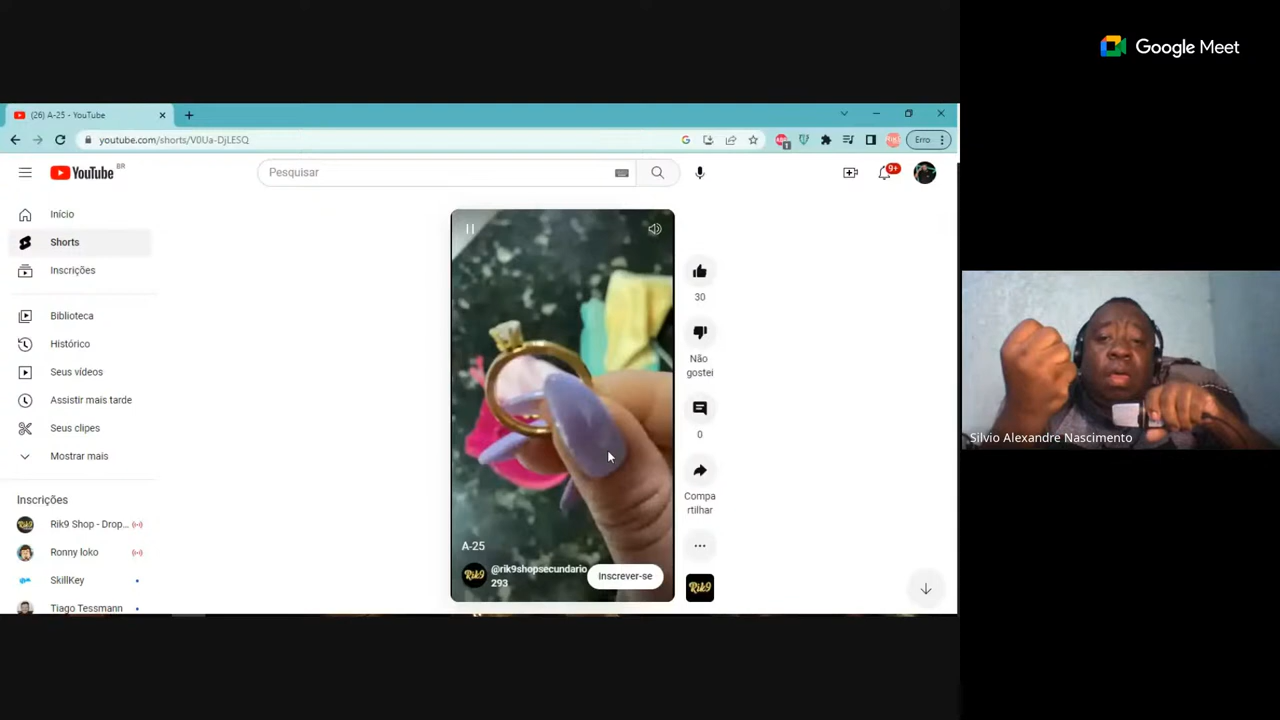 Google Meet
(26) A-25 - YouTube
youtube.com/shorts/V0Ua-DjLESQ
Erro
YouTube BR
Pesquisar
9+
Início
Shorts
Inscrições
Biblioteca
Histórico
Seus vídeos
Assistir mais tarde
Seus clipes
Mostrar mais
Inscrições
Rik9 Shop - Drop...
Ronny loko
SkillKey
Tiago Tessmann
30
Não
gostei
0
Compa
rtilhar
A-25
Rik9
@rik9shopsecundario
293
Inscrever-se
Rik9
Silvio Alexandre Nascimento